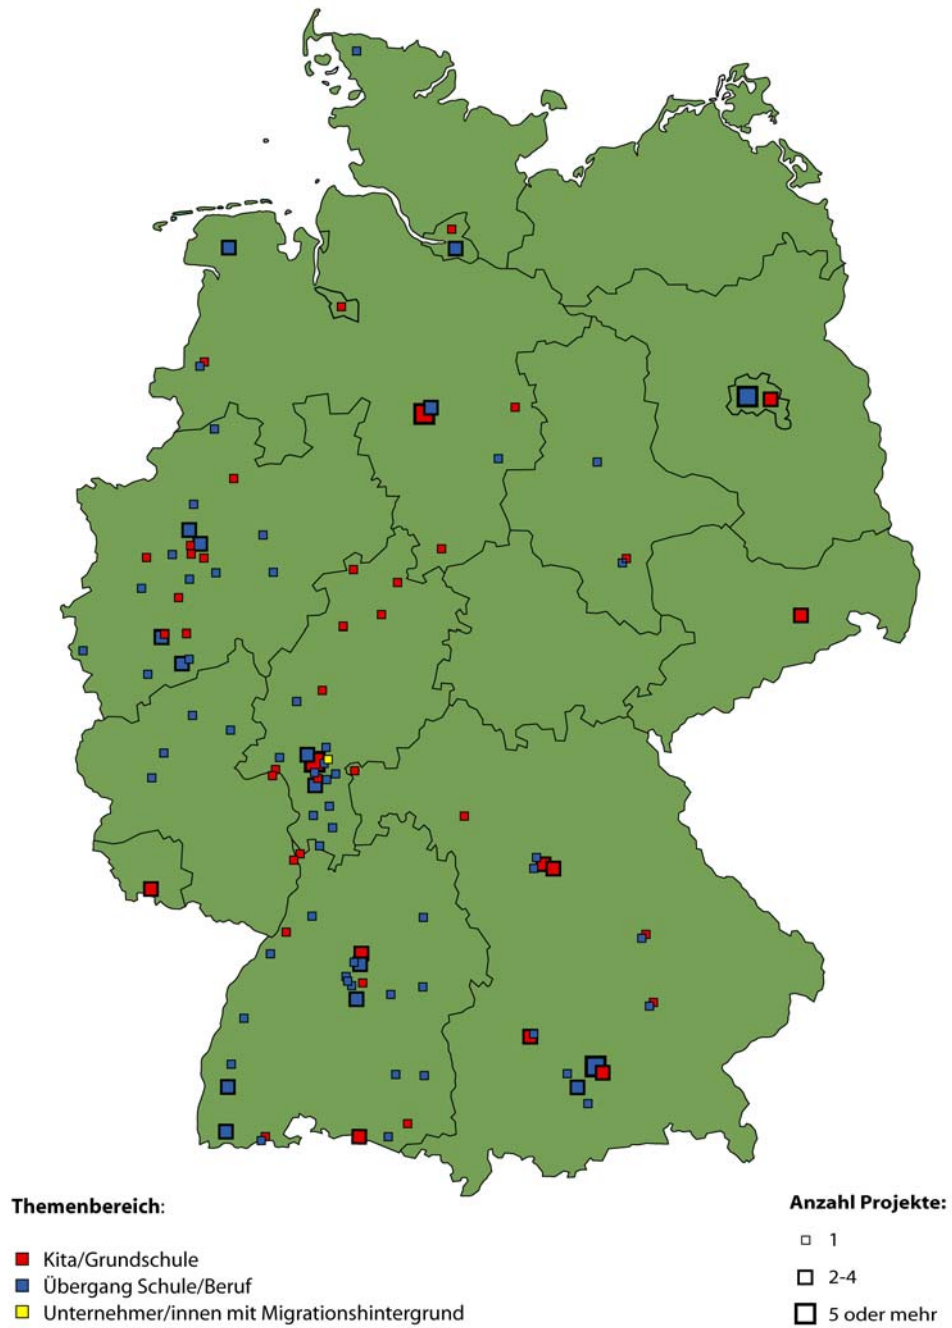 Themenbereich:
Kita/Grundschule
Übergang Schule/Beruf
Unternehmer/innen mit Migrationshintergrund
Anzahl Projekte:
1
2-4
5 oder mehr